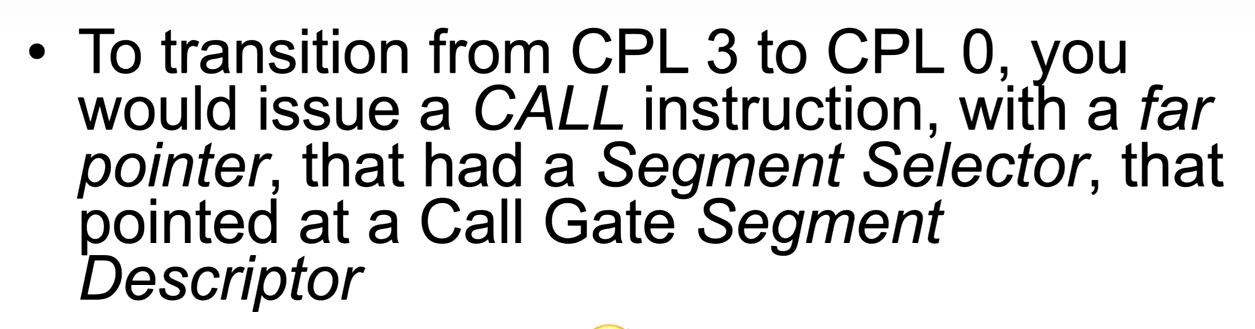 • To transition from CPL 3 to CPL 0, you
would issue a CALL instruction, with a far
pointer, that had a Segment Selector, that
pointed at a Call Gate Segment
Descriptor